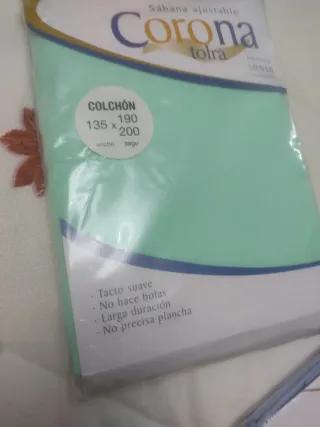 Sábana ajustable
Corona
tolrá
COLCHÓN
135 x 190
200
ancho largo
· Tacto suave
· No hace bolas
· Larga duración
· No precisa plancha